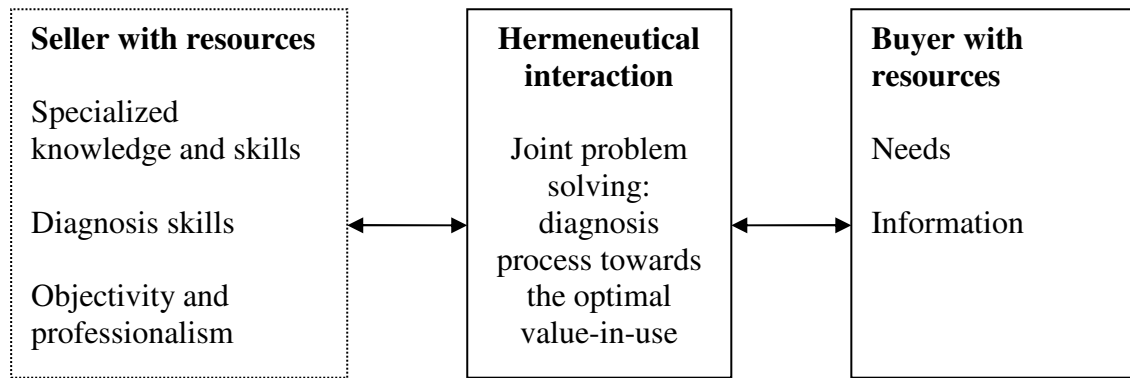 Seller with resources
Specialized
knowledge and skills
Diagnosis skills
Objectivity and
professionalism
Hermeneutical
interaction
Joint problem
solving:
diagnosis
process towards
the optimal
value-in-use
Buyer with
resources
Needs
Information